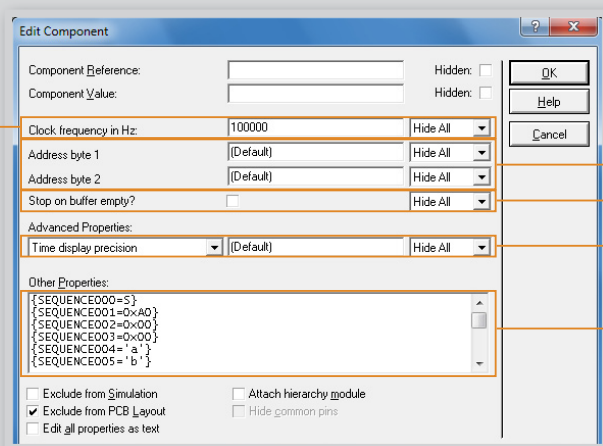 Edit Component
Component Reference: Hidden: OK
Component Value: Hidden: Help
Clock frequency in Hz: 100000 Hide All Cancel
Address byte 1 (Default) Hide All
Address byte 2 (Default) Hide All
Stop on buffer empty? Hide All
Advanced Properties:
Time display precision (Default) Hide All
Other Properties:
{SEQUENCE000=S}
{SEQUENCE001=0xA0}
{SEQUENCE002=0x00}
{SEQUENCE003=0x00}
{SEQUENCE004='a'}
{SEQUENCE005='b'}
Exclude from Simulation Attach hierarchy module
Exclude from PCB Layout Hide common pins
Edit all properties as text